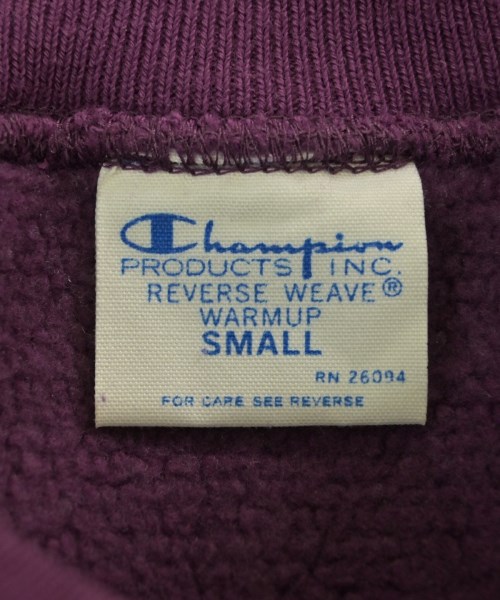 Champion
PRODUCTS INC.
REVERSE WEAVE®
WARMUP
SMALL
RN 26094
FOR CARE SEE REVERSE